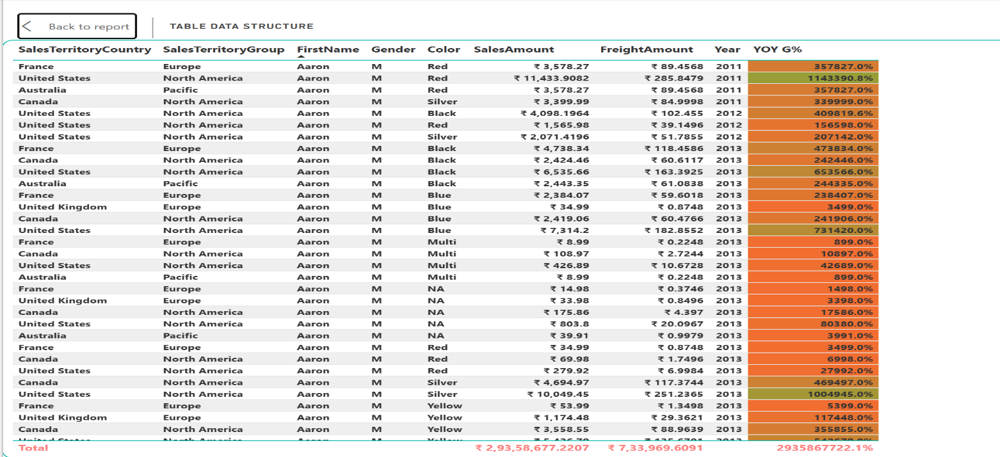 Back to report TABLE DATA STRUCTURE
SalesTerritoryCountry SalesTerritoryGroup FirstName Gender Color SalesAmount FreightAmount Year YOY G%
France Europe Aaron M Red ₹ 3,578.27 ₹ 89.4568 2011 357827.0%
United States North America Aaron M Red ₹ 11,433.9082 ₹ 285.8479 2011 1143390.8%
Australia Pacific Aaron M Red ₹ 3,578.27 ₹ 89.4568 2011 357827.0%
Canada North America Aaron M Silver ₹ 3,399.99 ₹ 84.9998 2011 339999.0%
United States North America Aaron M Black ₹ 4,098.1964 ₹ 102.455 2012 409819.6%
United States North America Aaron M Red ₹ 1,565.98 ₹ 39.1496 2012 156598.0%
United States North America Aaron M Silver ₹ 2,071.4196 ₹ 51.7855 2012 207142.0%
France Europe Aaron M Black ₹ 4,738.34 ₹ 118.4586 2013 473834.0%
Canada North America Aaron M Black ₹ 2,424.46 ₹ 60.6117 2013 242446.0%
United States North America Aaron M Black ₹ 6,535.66 ₹ 163.3925 2013 653566.0%
Australia Pacific Aaron M Black ₹ 2,443.35 ₹ 61.0838 2013 244335.0%
France Europe Aaron M Blue ₹ 2,384.07 ₹ 59.6018 2013 238407.0%
United Kingdom Europe Aaron M Blue ₹ 34.99 ₹ 0.8748 2013 3499.0%
Canada North America Aaron M Blue ₹ 2,419.06 ₹ 60.4766 2013 241906.0%
United States North America Aaron M Blue ₹ 7,314.2 ₹ 182.8552 2013 731420.0%
France Europe Aaron M Multi ₹ 8.99 ₹ 0.2248 2013 899.0%
Canada North America Aaron M Multi ₹ 108.97 ₹ 2.7244 2013 10897.0%
United States North America Aaron M Multi ₹ 426.89 ₹ 10.6728 2013 42689.0%
Australia Pacific Aaron M Multi ₹ 8.99 ₹ 0.2248 2013 899.0%
France Europe Aaron M NA ₹ 14.98 ₹ 0.3746 2013 1498.0%
United Kingdom Europe Aaron M NA ₹ 33.98 ₹ 0.8496 2013 3398.0%
Canada North America Aaron M NA ₹ 175.86 ₹ 4.397 2013 17586.0%
United States North America Aaron M NA ₹ 803.8 ₹ 20.0967 2013 80380.0%
Australia Pacific Aaron M NA ₹ 39.91 ₹ 0.9979 2013 3991.0%
France Europe Aaron M Red ₹ 34.99 ₹ 0.8748 2013 3499.0%
Canada North America Aaron M Red ₹ 69.98 ₹ 1.7496 2013 6998.0%
United States North America Aaron M Red ₹ 279.92 ₹ 6.9984 2013 27992.0%
Canada North America Aaron M Silver ₹ 4,694.97 ₹ 117.3744 2013 469497.0%
United States North America Aaron M Silver ₹ 10,049.45 ₹ 251.2365 2013 1004945.0%
France Europe Aaron M Yellow ₹ 53.99 ₹ 1.3498 2013 5399.0%
United Kingdom Europe Aaron M Yellow ₹ 1,174.48 ₹ 29.3621 2013 117448.0%
Canada North America Aaron M Yellow ₹ 3,558.55 ₹ 88.9639 2013 355855.0%
Total ₹ 2,93,58,677.2207 ₹ 7,33,969.6091 2935867722.1%